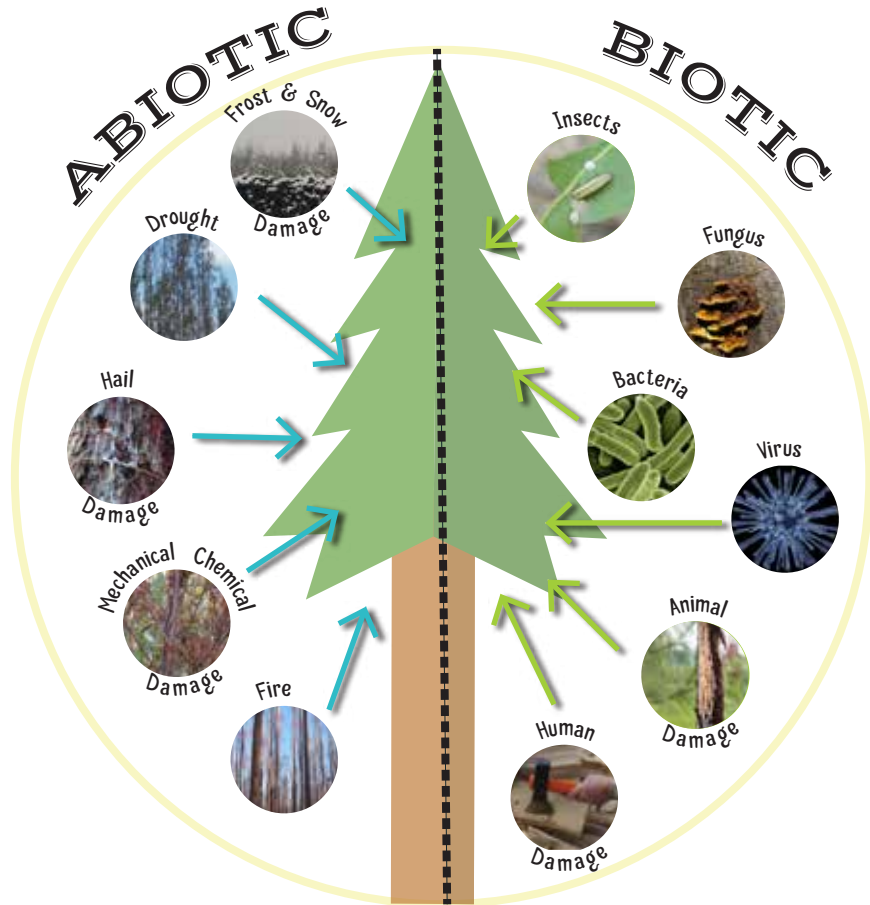 ABIOTIC
BIOTIC
Frost & Snow
Damage
Drought
Hail
Damage
Mechanical Chemical
Damage
Fire
Insects
Fungus
Bacteria
Virus
Animal
Damage
Human
Damage